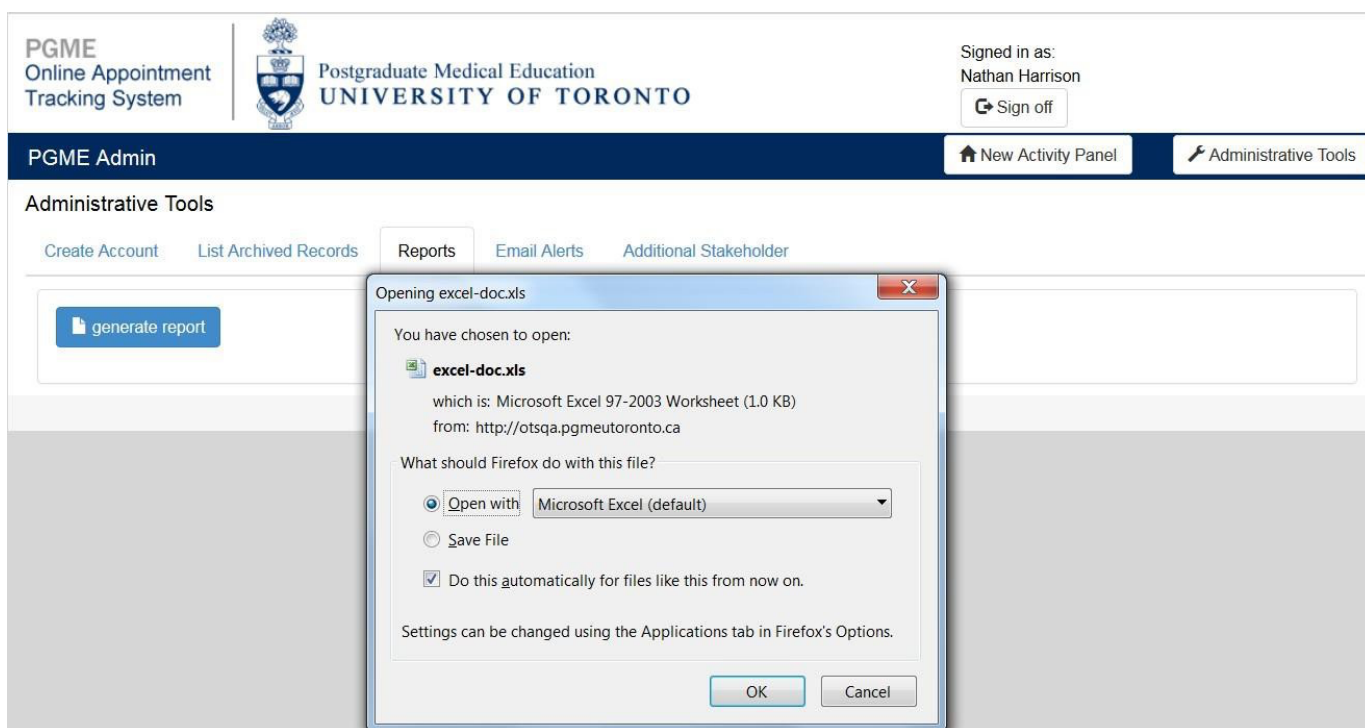 PGME
Online Appointment
Tracking System
Postgraduate Medical Education
UNIVERSITY OF TORONTO
Signed in as:
Nathan Harrison
Sign off
PGME Admin
New Activity Panel
Administrative Tools
Administrative Tools
Create Account
List Archived Records
Reports
Email Alerts
Additional Stakeholder
generate report
Opening excel-doc.xls
You have chosen to open:
excel-doc.xls
which is: Microsoft Excel 97-2003 Worksheet (1.0 KB)
from: http://otsqa.pgmeutoronto.ca
What should Firefox do with this file?
Open with Microsoft Excel (default)
Save File
Do this automatically for files like this from now on.
Settings can be changed using the Applications tab in Firefox's Options.
OK
Cancel